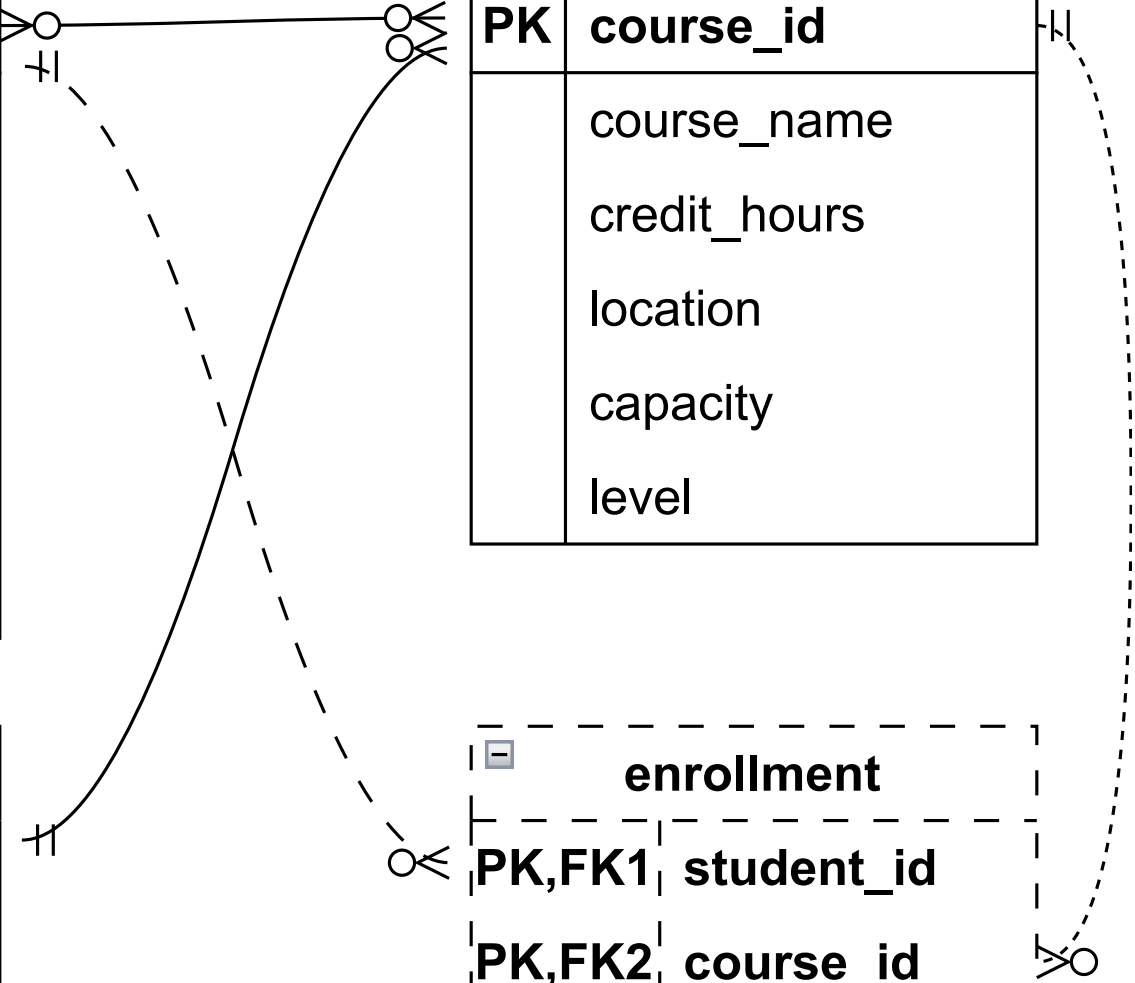 PK course_id
course_name
credit_hours
location
capacity
level
enrollment
PK,FK1 student_id
PK,FK2 course_id